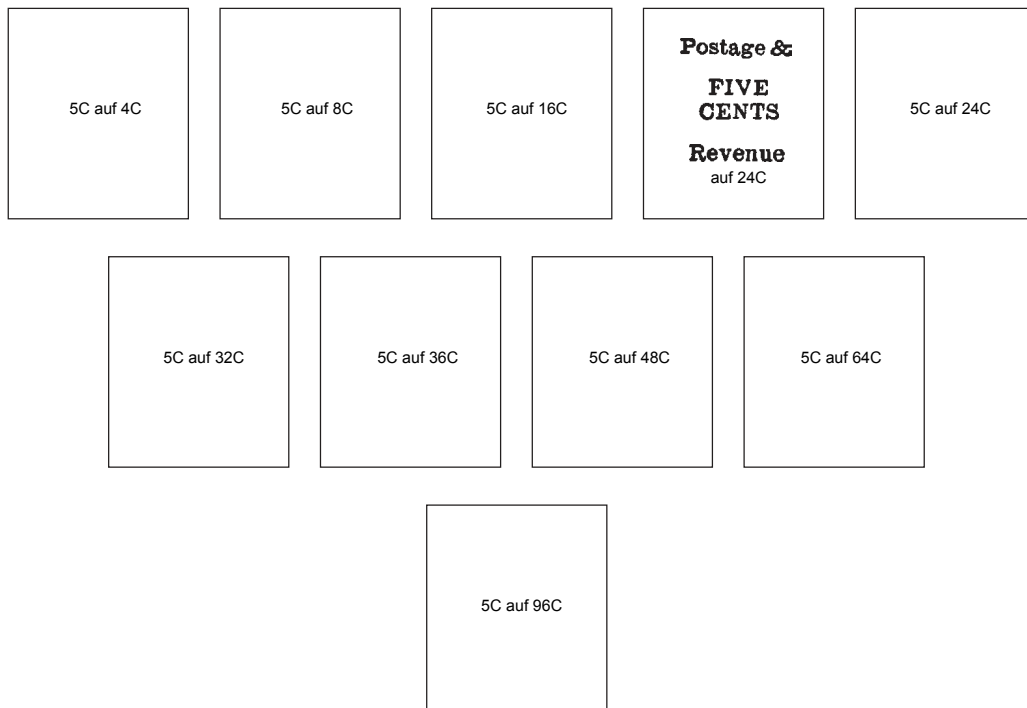 5C auf 4C
5C auf 8C
5C auf 16C
Postage &
FIVE
CENTS
Revenue
auf 24C
5C auf 24C
5C auf 32C
5C auf 36C
5C auf 48C
5C auf 64C
5C auf 96C